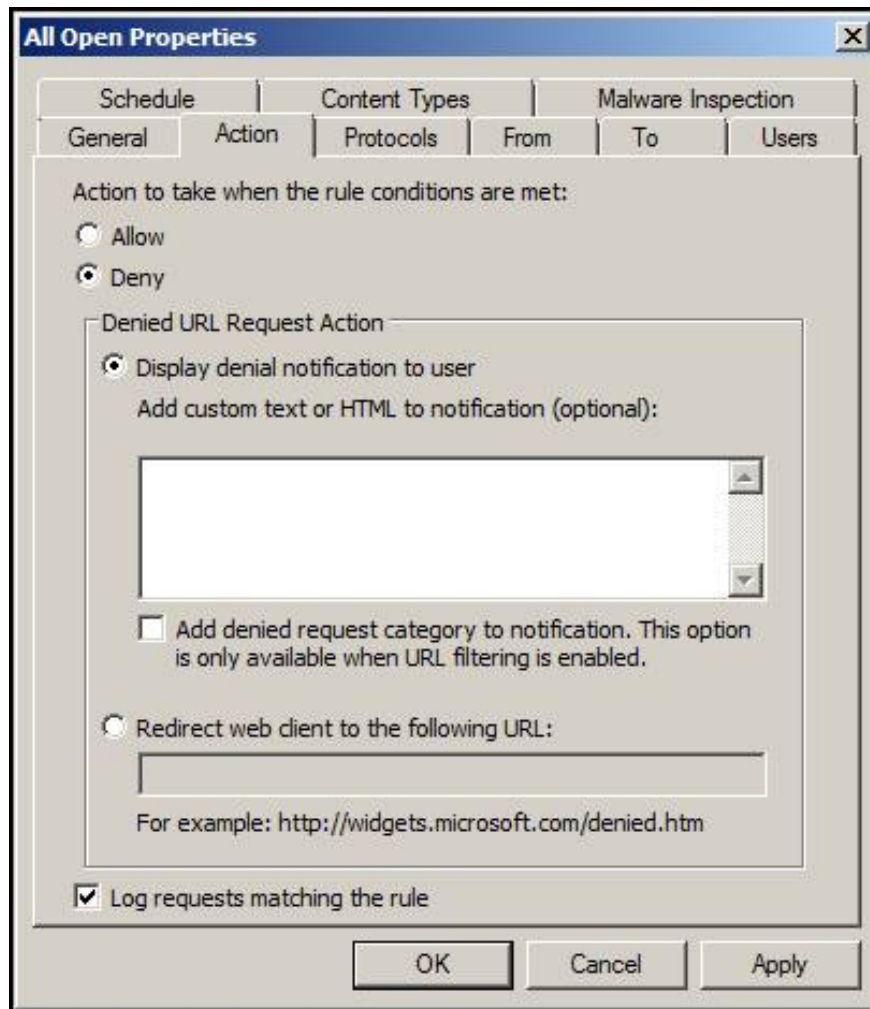 All Open Properties
Schedule Content Types Malware Inspection
General Action Protocols From To Users
Action to take when the rule conditions are met:
Allow
Deny
Denied URL Request Action
Display denial notification to user
Add custom text or HTML to notification (optional):
Add denied request category to notification. This option
is only available when URL filtering is enabled.
Redirect web client to the following URL:
For example: http://widgets.microsoft.com/denied.htm
Log requests matching the rule
OK Cancel Apply